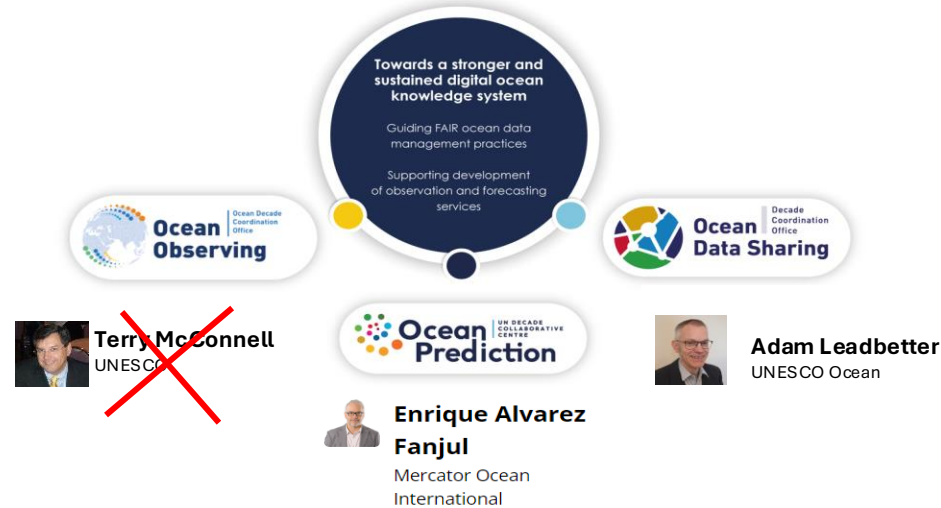 Towards a stronger and
sustained digital ocean
knowledge system
Guiding FAIR ocean data
management practices
Supporting development
of observation and forecasting
services
Ocean
Observing
Ocean Decade
Coordination
Office
Ocean
Data Sharing
Decade
Coordination
Office
Ocean
Prediction
UN DECADE
COLLABORATIVE
CENTRE
Terry McConnell
UNESCO
Adam Leadbetter
UNESCO Ocean
Enrique Alvarez
Fanjul
Mercator Ocean
International